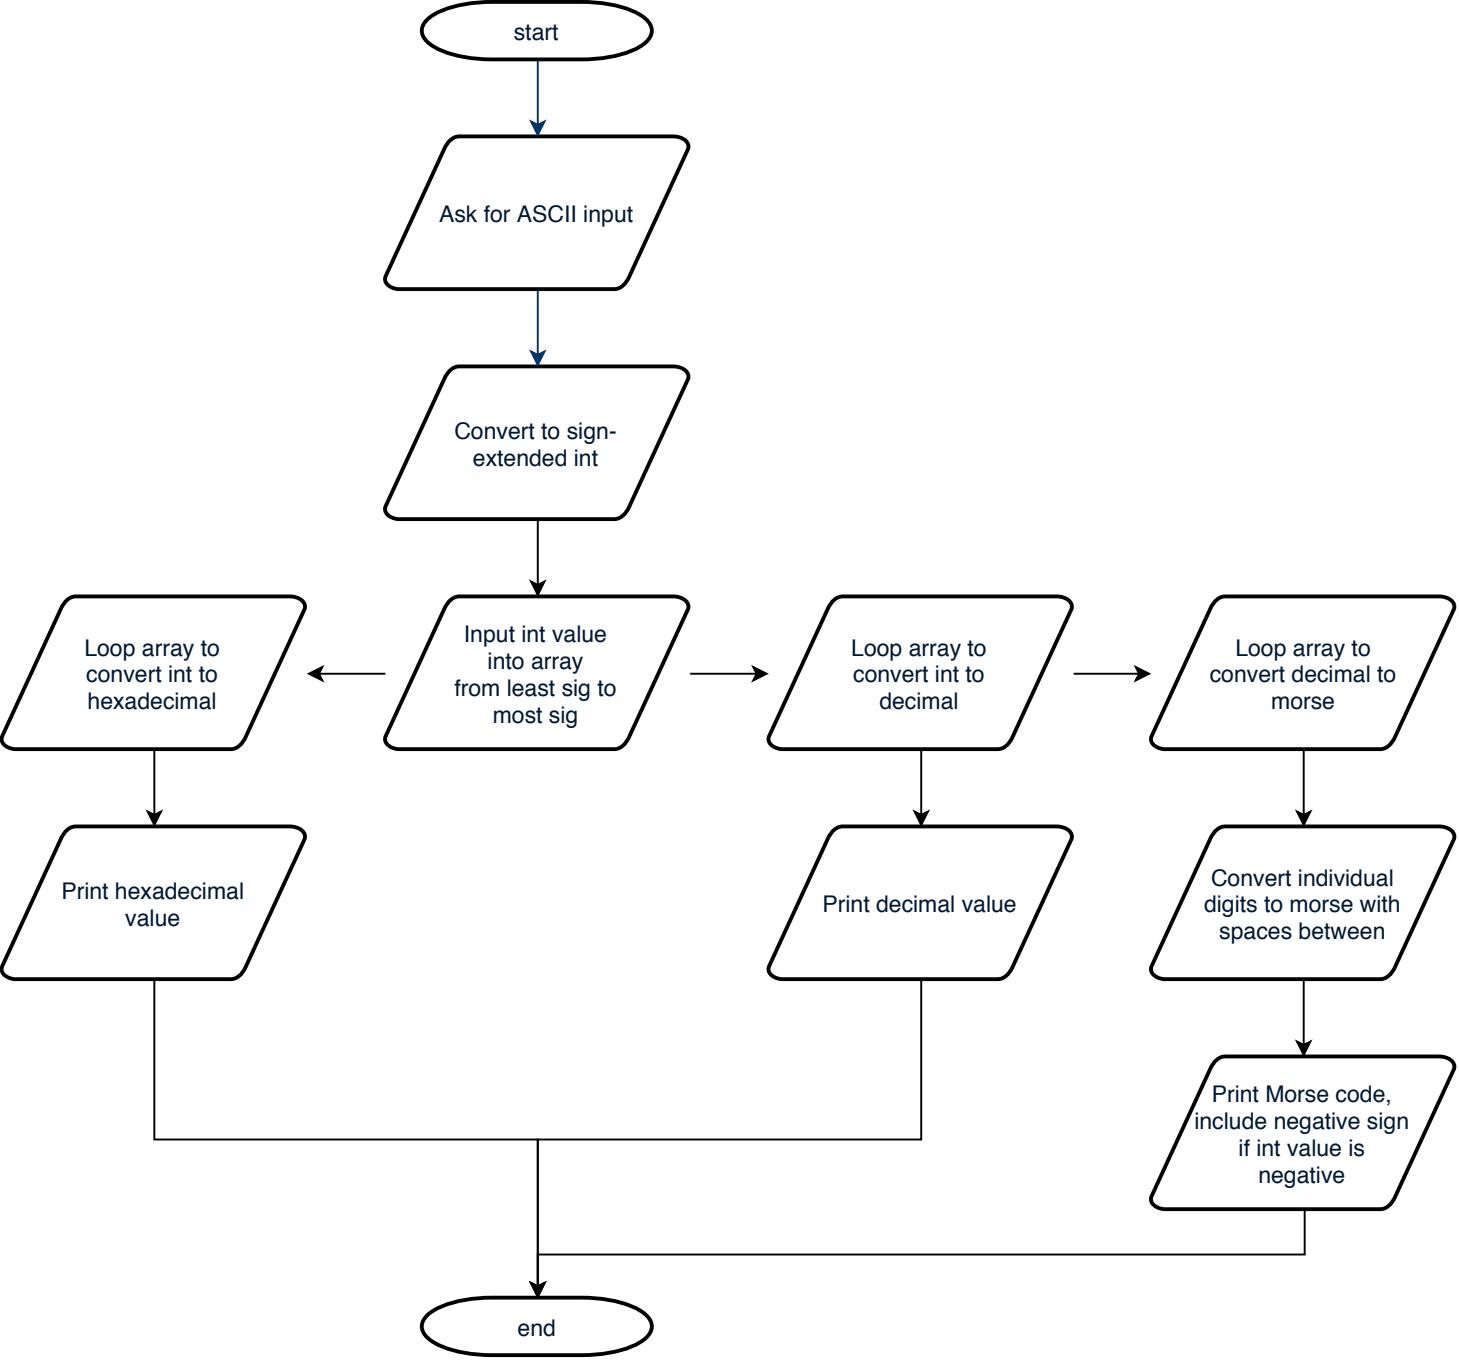 start
Ask for ASCII input
Convert to sign-
extended int
Loop array to
convert int to
hexadecimal
Input int value
into array
from least sig to
most sig
Loop array to
convert int to
decimal
Loop array to
convert decimal to
morse
Print hexadecimal
value
Print decimal value
Convert individual
digits to morse with
spaces between
Print Morse code,
include negative sign
if int value is
negative
end